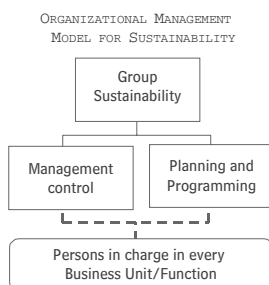 ORGANIZATIONAL MANAGEMENT
MODEL FOR SUSTAINABILITY
Group
Sustainability
Management
control
Planning and
Programming
Persons in charge in every
Business Unit/Function